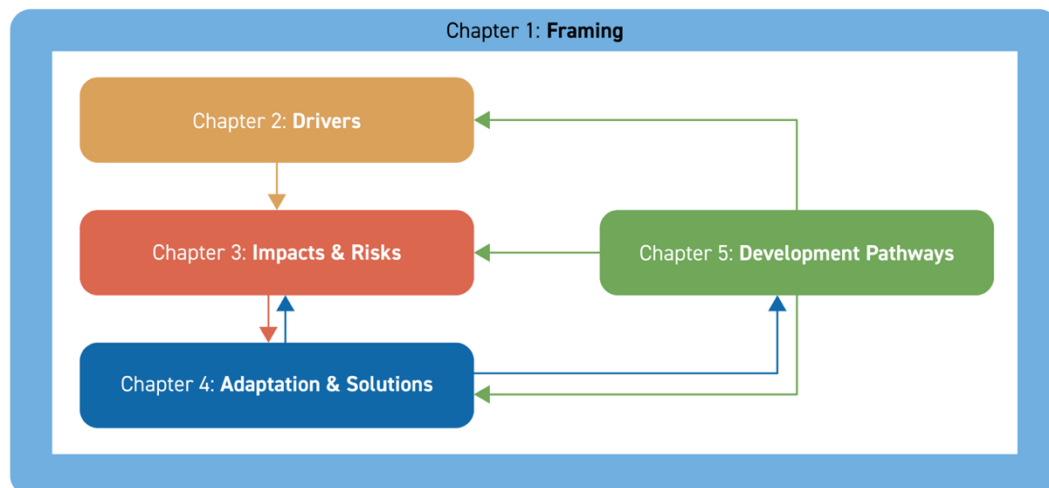 Chapter 1: Framing
Chapter 2: Drivers
Chapter 3: Impacts & Risks
Chapter 5: Development Pathways
Chapter 4: Adaptation & Solutions